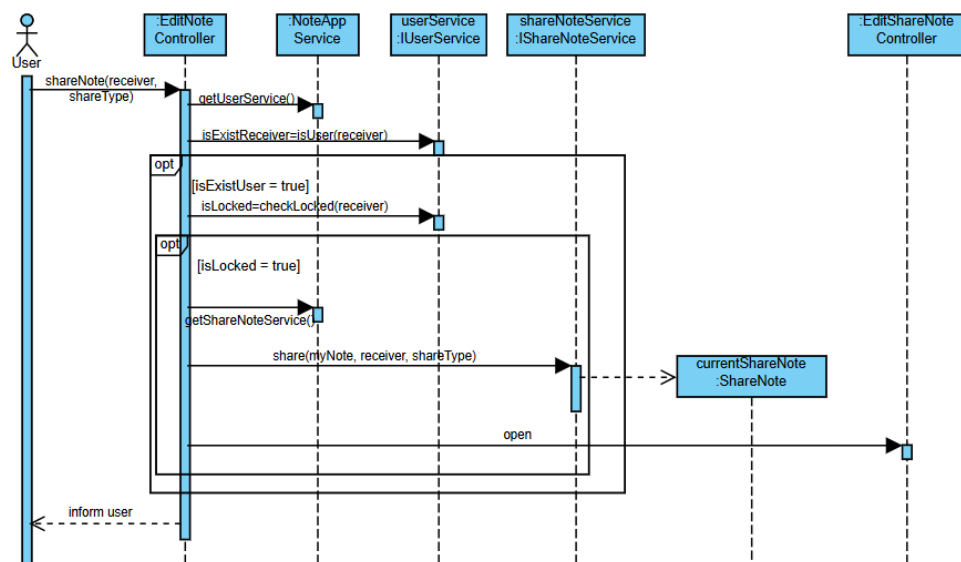 :EditNote
Controller
:NoteApp
Service
userService
:IUserService
shareNoteService
:IShareNoteService
:EditShareNote
Controller
User
shareNote(receiver,
shareType)
getUserService()
isExistReceiver=isUser(receiver)
opt
[isExistUser = true]
isLocked=checkLocked(receiver)
opt
[isLocked = true]
getShareNoteService()
share(myNote, receiver, shareType)
currentShareNote
:ShareNote
open
inform user